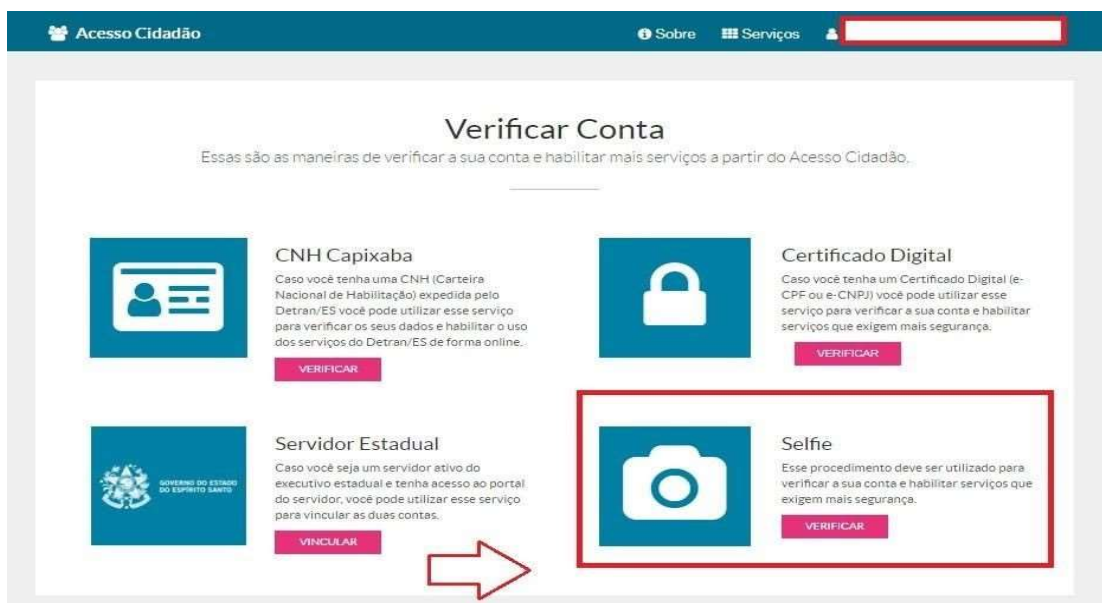 Acesso Cidadão
Sobre
Serviços
Verificar Conta
Essas são as maneiras de verificar a sua conta e habilitar mais serviços a partir do Acesso Cidadão.
CNH Capixaba
Caso você tenha uma CNH (Carteira
Nacional de Habilitação) expedida pelo
Detran/ES você pode utilizar esse serviço
para verificar os seus dados e habilitar o uso
dos serviços do Detran/ES de forma online.
VERIFICAR
Certificado Digital
Caso você tenha um Certificado Digital (e-
CPF ou e-CNPJ) você pode utilizar esse
serviço para verificar a sua conta e habilitar
serviços que exigem mais segurança.
VERIFICAR
GOVERNO DO ESTADO
DO ESPÍRITO SANTO
Servidor Estadual
Caso você seja um servidor ativo do
executivo estadual e tenha acesso ao portal
do servidor, você pode utilizar esse serviço
para vincular as duas contas.
VINCULAR
Selfie
Esse procedimento deve ser utilizado para
verificar a sua conta e habilitar serviços que
exigem mais segurança.
VERIFICAR